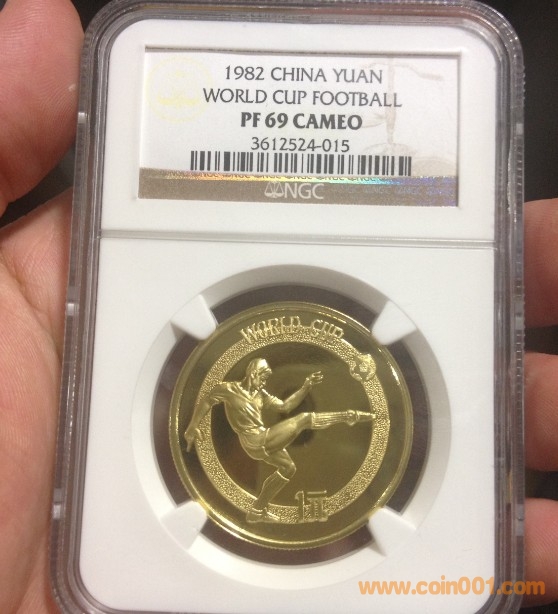 1982 CHINA YUAN
WORLD CUP FOOTBALL
PF 69 CAMEO
3612524-015
NGC
WORLD CUP
1元
www.coin001.com